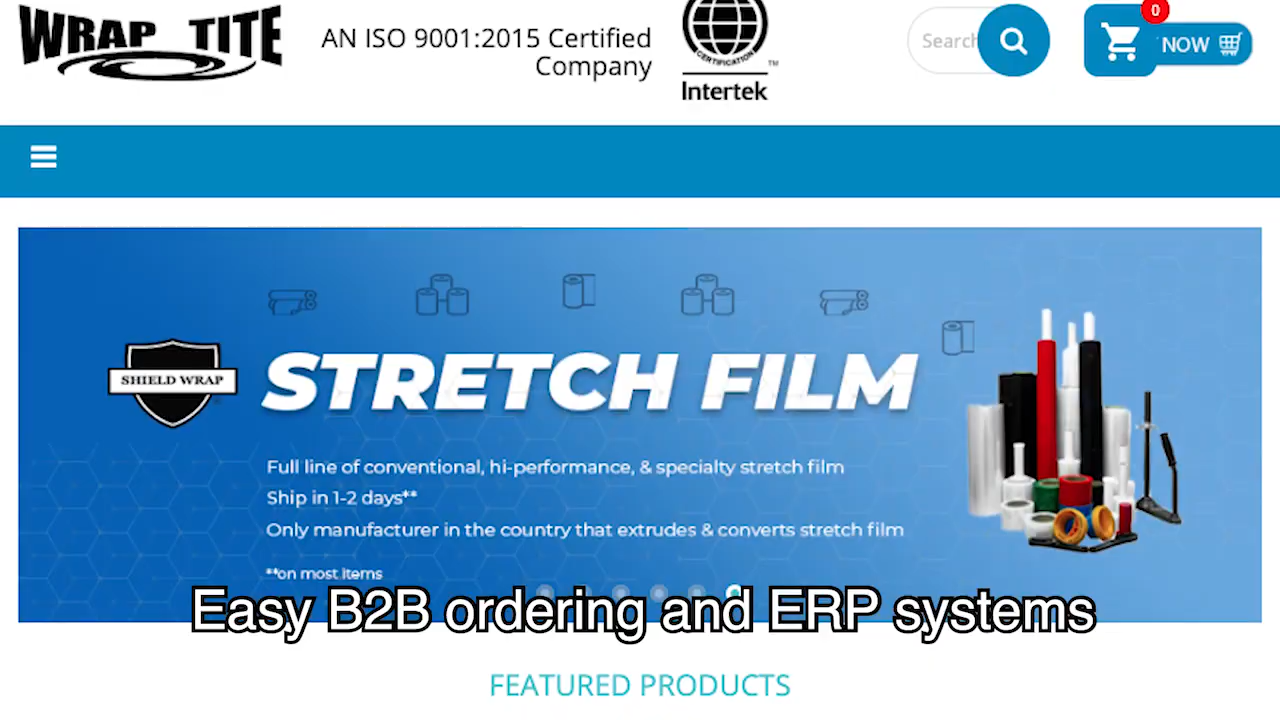 WRAP TITE
AN ISO 9001:2015 Certified
Company
CERTIFICATION
TM
Intertek
Search
0
NOW
SHIELD WRAP
STRETCH FILM
Full line of conventional, hi-performance, & specialty stretch film
Ship in 1-2 days**
Only manufacturer in the country that extrudes & converts stretch film
**on most items
Easy B2B ordering and ERP systems
FEATURED PRODUCTS